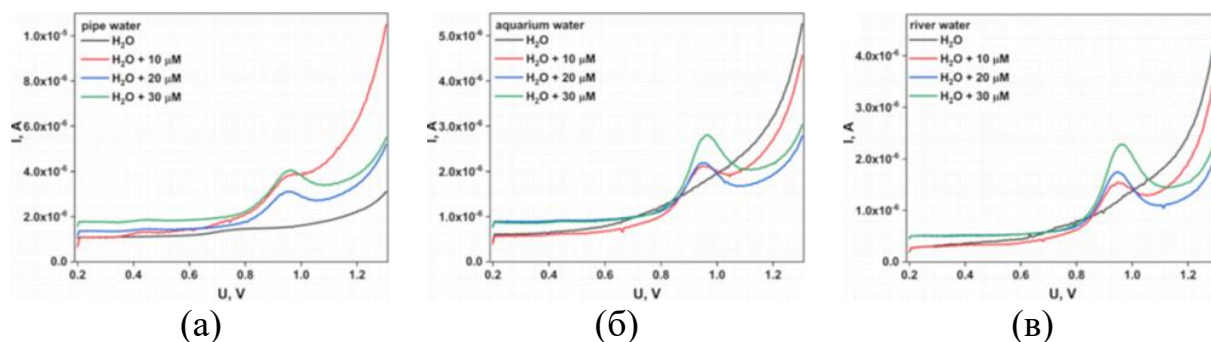 pipe water
H₂O
H₂O + 10 μM
H₂O + 20 μM
H₂O + 30 μM
1.0x10⁻⁵
8.0x10⁻⁶
6.0x10⁻⁶
4.0x10⁻⁶
2.0x10⁻⁶
0.0
I, A
0.2 0.4 0.6 0.8 1.0 1.2
U, V
(а)
aquarium water
H₂O
H₂O + 10 μM
H₂O + 20 μM
H₂O + 30 μM
5.0x10⁻⁶
4.0x10⁻⁶
3.0x10⁻⁶
2.0x10⁻⁶
1.0x10⁻⁶
0.0
I, A
0.2 0.4 0.6 0.8 1.0 1.2
U, V
(б)
river water
H₂O
H₂O + 10 μM
H₂O + 20 μM
H₂O + 30 μM
4.0x10⁻⁶
3.0x10⁻⁶
2.0x10⁻⁶
1.0x10⁻⁶
0.0
I, A
0.2 0.4 0.6 0.8 1.0 1.2
U, V
(в)